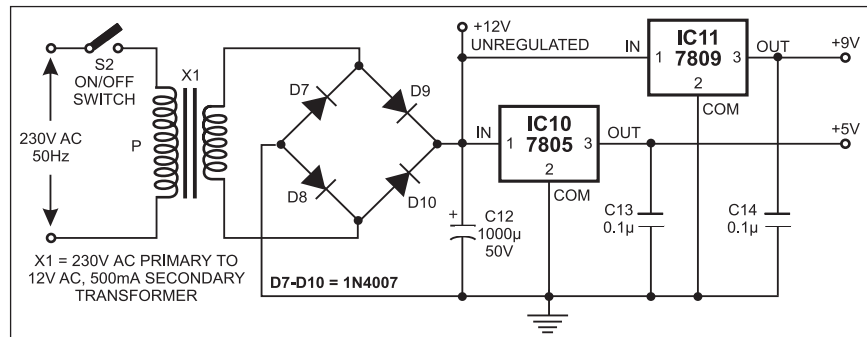 +12V
UNREGULATED
S2
ON/OFF
SWITCH
X1
230V AC
50Hz
P
D7
D9
D8
D10
IN
IC11
1 7809 3
2
OUT
COM
+9V
IN
IC10
1 7805 3
2
OUT
COM
+5V
+
C12
1000µ
50V
C13
0.1µ
C14
0.1µ
X1 = 230V AC PRIMARY TO
12V AC, 500mA SECONDARY
TRANSFORMER
D7-D10 = 1N4007